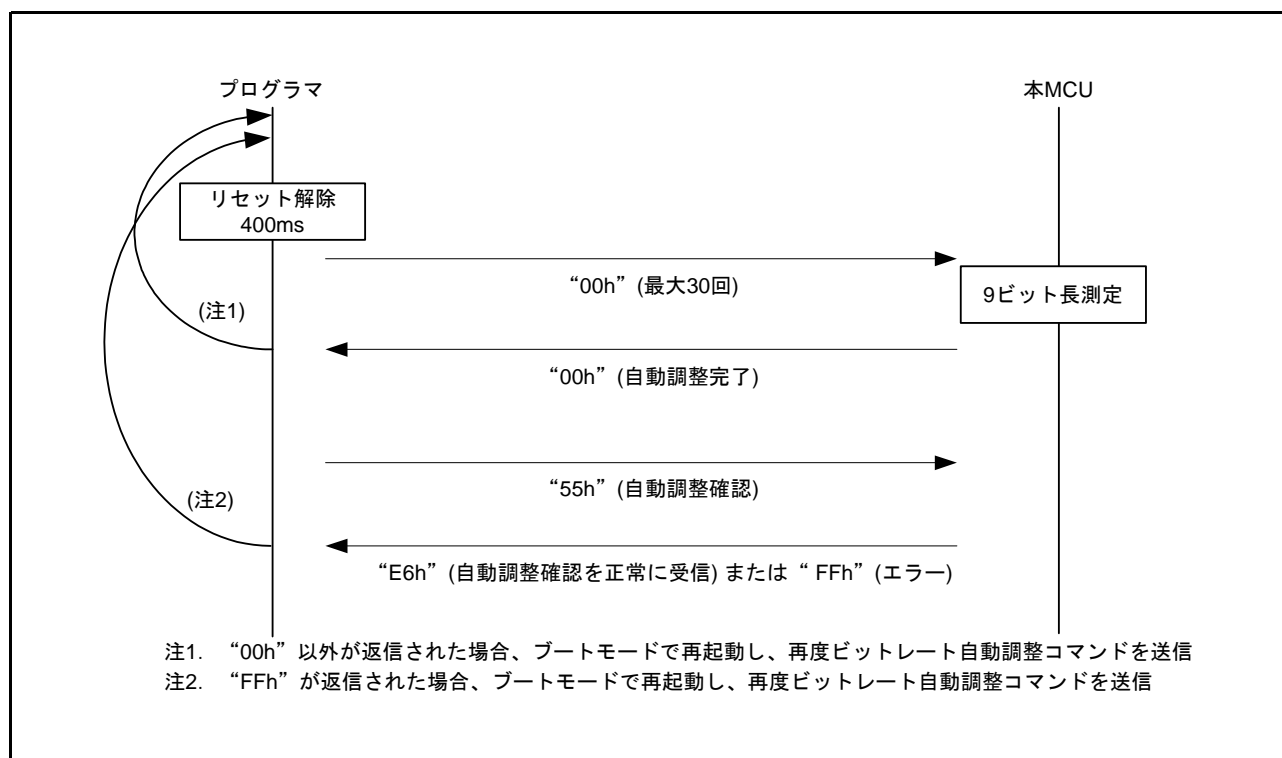 プログラマ
本MCU
リセット解除
400ms
“00h” (最大30回)
9ビット長測定
(注1)
“00h” (自動調整完了)
“55h” (自動調整確認)
(注2)
“E6h” (自動調整確認を正常に受信) または “ FFh” (エラー)
注1. “00h” 以外が返信された場合、ブートモードで再起動し、再度ビットレート自動調整コマンドを送信
注2. “FFh” が返信された場合、ブートモードで再起動し、再度ビットレート自動調整コマンドを送信